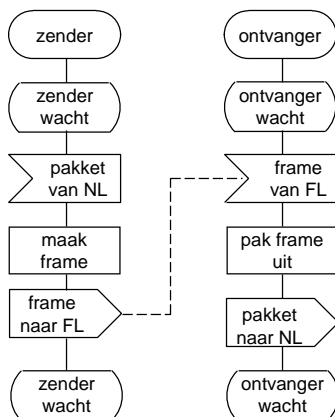 zender
zender
wacht
pakket
van NL
maak
frame
frame
naar FL
zender
wacht
ontvanger
ontvanger
wacht
frame
van FL
pak frame
uit
pakket
naar NL
ontvanger
wacht